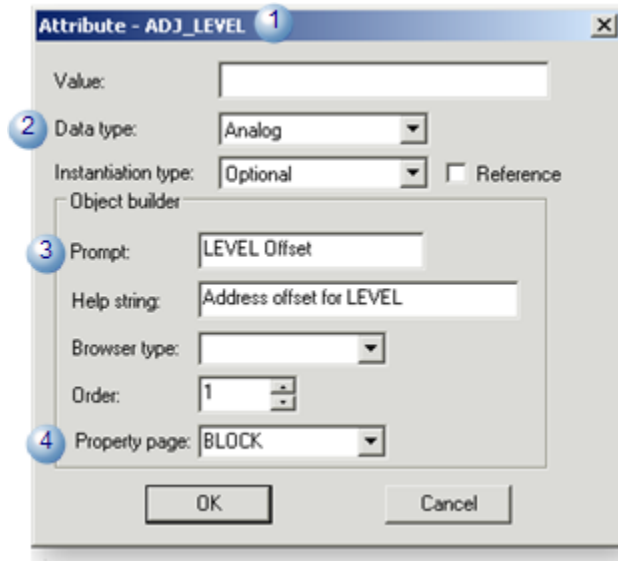 Attribute - ADJ_LEVEL 1
Value:
2 Data type: Analog
Instantiation type: Optional Reference
Object builder
3 Prompt: LEVEL Offset
Help string: Address offset for LEVEL
Browser type:
Order: 1
4 Property page: BLOCK
OK Cancel